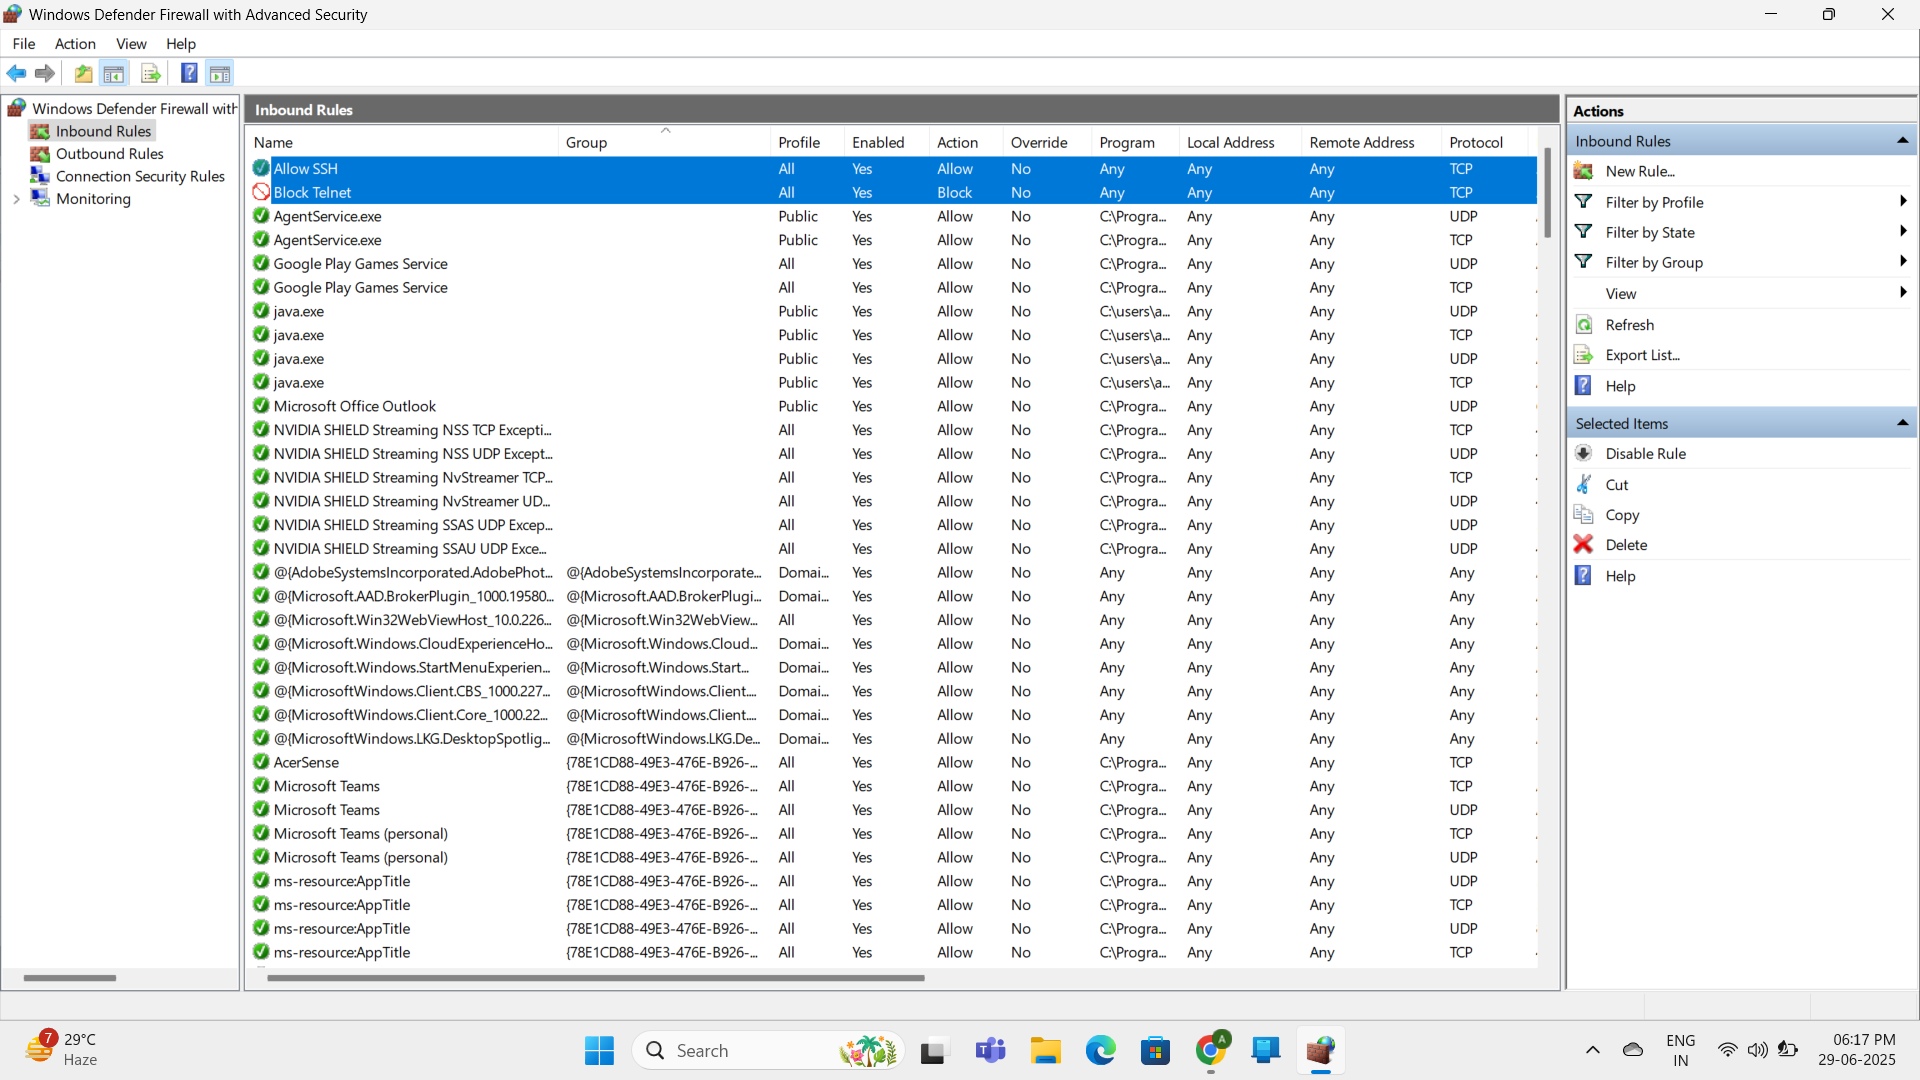 Windows Defender Firewall with Advanced Security
File Action View Help
Windows Defender Firewall with
Inbound Rules
Outbound Rules
Connection Security Rules
Monitoring
Inbound Rules
Name Group Profile Enabled Action Override Program Local Address Remote Address Protocol
Allow SSH All Yes Allow No Any Any Any TCP
Block Telnet All Yes Block No Any Any Any TCP
AgentService.exe Public Yes Allow No C:\Progra... Any Any UDP
AgentService.exe Public Yes Allow No C:\Progra... Any Any TCP
Google Play Games Service All Yes Allow No C:\Progra... Any Any UDP
Google Play Games Service All Yes Allow No C:\Progra... Any Any TCP
java.exe Public Yes Allow No C:\users\a... Any Any UDP
java.exe Public Yes Allow No C:\users\a... Any Any TCP
java.exe Public Yes Allow No C:\users\a... Any Any UDP
java.exe Public Yes Allow No C:\users\a... Any Any TCP
Microsoft Office Outlook Public Yes Allow No C:\Progra... Any Any UDP
NVIDIA SHIELD Streaming NSS TCP Excepti... All Yes Allow No C:\Progra... Any Any TCP
NVIDIA SHIELD Streaming NSS UDP Except... All Yes Allow No C:\Progra... Any Any UDP
NVIDIA SHIELD Streaming NvStreamer TCP... All Yes Allow No C:\Progra... Any Any TCP
NVIDIA SHIELD Streaming NvStreamer UD... All Yes Allow No C:\Progra... Any Any UDP
NVIDIA SHIELD Streaming SSAS UDP Excep... All Yes Allow No C:\Progra... Any Any UDP
NVIDIA SHIELD Streaming SSAU UDP Exce... All Yes Allow No C:\Progra... Any Any UDP
@{AdobeSystemsIncorporated.AdobePhot... @{AdobeSystemsIncorporate... Domai... Yes Allow No Any Any Any Any
@{Microsoft.AAD.BrokerPlugin_1000.19580... @{Microsoft.AAD.BrokerPlugi... Domai... Yes Allow No Any Any Any Any
@{Microsoft.Win32WebViewHost_10.0.226... @{Microsoft.Win32WebView... All Yes Allow No Any Any Any Any
@{Microsoft.Windows.CloudExperienceHo... @{Microsoft.Windows.Cloud... Domai... Yes Allow No Any Any Any Any
@{Microsoft.Windows.StartMenuExperien... @{Microsoft.Windows.Start... Domai... Yes Allow No Any Any Any Any
@{MicrosoftWindows.Client.CBS_1000.227... @{MicrosoftWindows.Client.... Domai... Yes Allow No Any Any Any Any
@{MicrosoftWindows.Client.Core_1000.22... @{MicrosoftWindows.Client.... Domai... Yes Allow No Any Any Any Any
@{MicrosoftWindows.LKG.DesktopSpotlig... @{MicrosoftWindows.LKG.De... Domai... Yes Allow No Any Any Any Any
AcerSense {78E1CD88-49E3-476E-B926-... All Yes Allow No C:\Progra... Any Any TCP
Microsoft Teams {78E1CD88-49E3-476E-B926-... All Yes Allow No C:\Progra... Any Any TCP
Microsoft Teams {78E1CD88-49E3-476E-B926-... All Yes Allow No C:\Progra... Any Any UDP
Microsoft Teams (personal) {78E1CD88-49E3-476E-B926-... All Yes Allow No C:\Progra... Any Any TCP
Microsoft Teams (personal) {78E1CD88-49E3-476E-B926-... All Yes Allow No C:\Progra... Any Any UDP
ms-resource:AppTitle {78E1CD88-49E3-476E-B926-... All Yes Allow No C:\Progra... Any Any UDP
ms-resource:AppTitle {78E1CD88-49E3-476E-B926-... All Yes Allow No C:\Progra... Any Any TCP
ms-resource:AppTitle {78E1CD88-49E3-476E-B926-... All Yes Allow No C:\Progra... Any Any UDP
ms-resource:AppTitle {78E1CD88-49E3-476E-B926-... All Yes Allow No C:\Progra... Any Any TCP
Actions
Inbound Rules
New Rule...
Filter by Profile
Filter by State
Filter by Group
View
Refresh
Export List...
Help
Selected Items
Disable Rule
Cut
Copy
Delete
Help
7
29°C
Haze
Search
A
ENG
IN
06:17 PM
29-06-2025